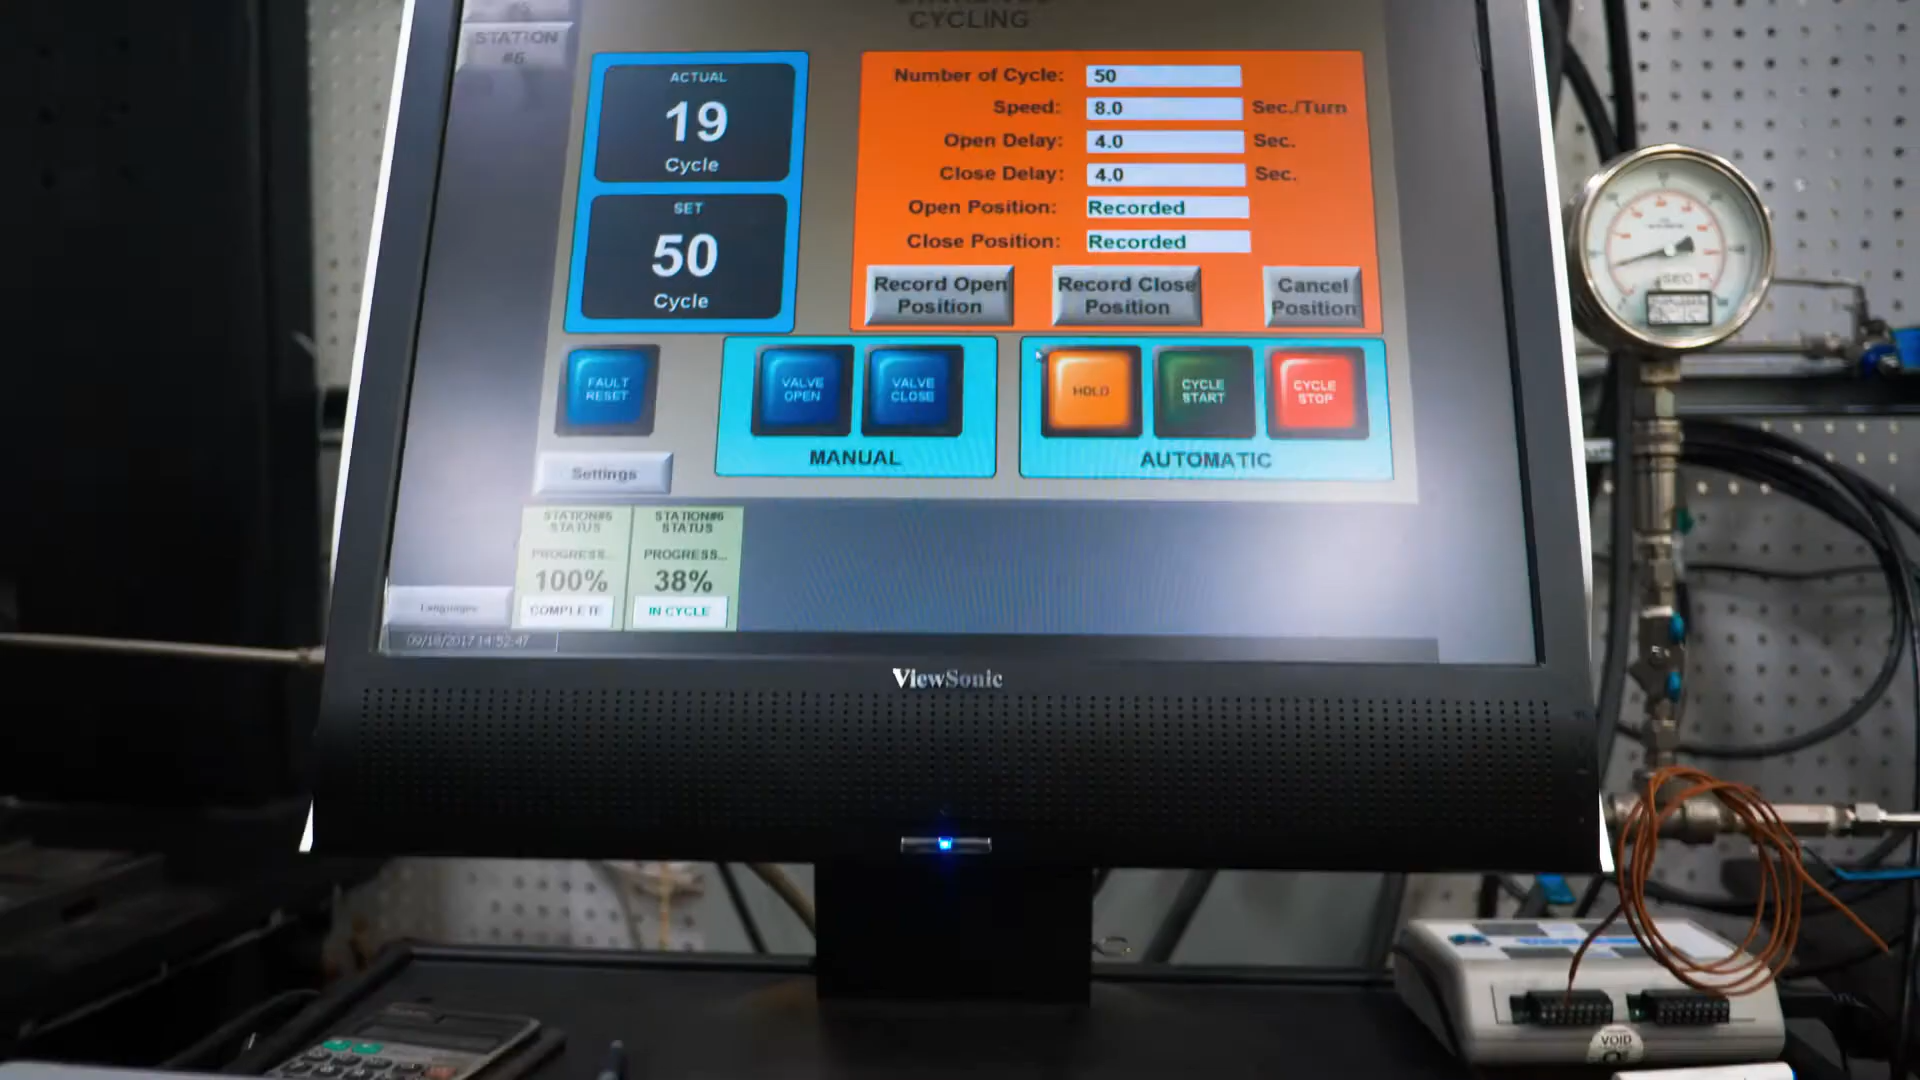 CYCLING
STATION
#6
ACTUAL
19
Cycle
SET
50
Cycle
Number of Cycle: 50
Speed: 8.0 Sec./Turn
Open Delay: 4.0 Sec.
Close Delay: 4.0 Sec.
Open Position: Recorded
Close Position: Recorded
Record Open
Position
Record Close
Position
Cancel
Position
FAULT
RESET
VALVE
OPEN
VALVE
CLOSE
MANUAL
HOLD
CYCLE
START
CYCLE
STOP
AUTOMATIC
Settings
STATION#5
STATUS
PROGRESS...
100%
COMPLETE
STATION#6
STATUS
PROGRESS...
38%
IN CYCLE
Languages
09/18/2017 14:52:47
ViewSonic
VOID